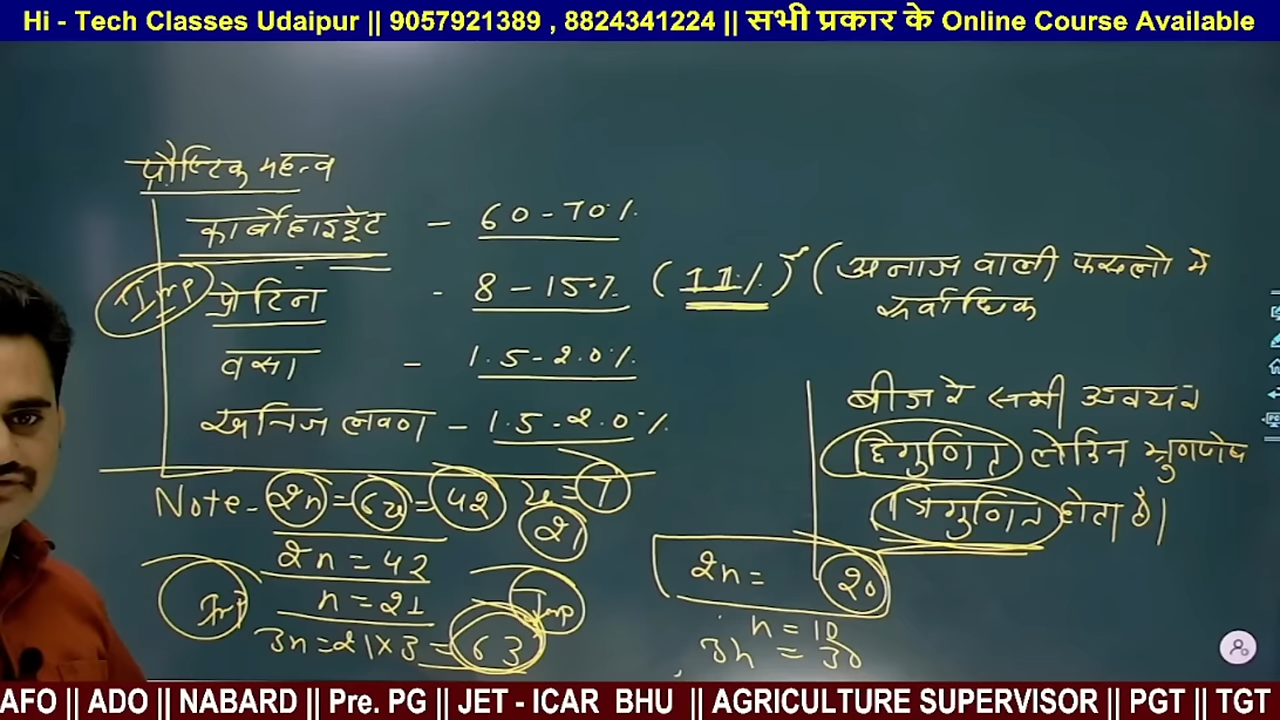 Hi - Tech Classes Udaipur || 9057921389 , 8824341224 || सभी प्रकार के Online Course Available
पौष्टिक महत्व
कार्बोहाइड्रेट - 60-70%
Imp प्रोटिन - 8-15% (11%) (अनाज वाली फसलो मे
सर्वाधिक
वसा - 1.5-2.0%
खनिज लवण - 1.5-2.0%
बीज के सभी अवयव
द्विगुणित लेकिन भ्रुणपोष
त्रिगुणित होता है।
Note- 2n = 6x = 42 x = 7
21
2n = 42
n = 21
Imp
3n = 21x3 = 63
2n = 20
n = 10
3n = 30
AFO || ADO || NABARD || Pre. PG || JET - ICAR BHU || AGRICULTURE SUPERVISOR || PGT || TGT